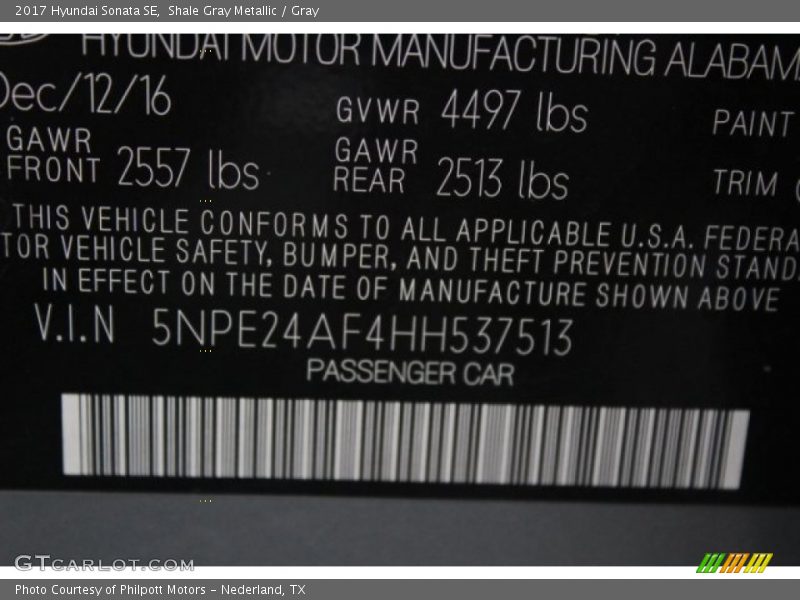 2017 Hyundai Sonata SE, Shale Gray Metallic / Gray
HYUNDAI MOTOR MANUFACTURING ALABAM
Dec/12/16
GVWR 4497 lbs
PAINT
GAWR FRONT 2557 lbs
GAWR REAR 2513 lbs
TRIM
THIS VEHICLE CONFORMS TO ALL APPLICABLE U.S.A. FEDERA
TOR VEHICLE SAFETY, BUMPER, AND THEFT PREVENTION STAND
IN EFFECT ON THE DATE OF MANUFACTURE SHOWN ABOVE
V.I.N 5NPE24AF4HH537513
PASSENGER CAR
GTCARLOT.COM
Photo Courtesy of Philpott Motors - Nederland, TX